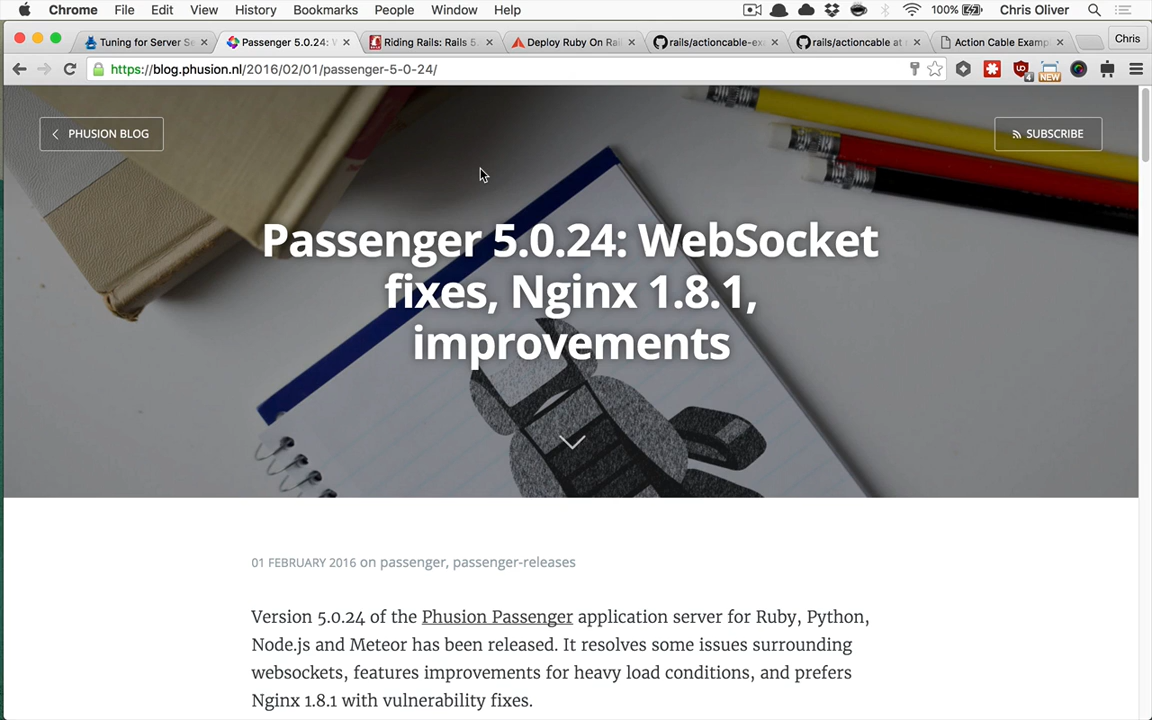 Chrome File Edit View History Bookmarks People Window Help 100% Chris Oliver
Tuning for Server Se Passenger 5.0.24: W Riding Rails: Rails 5. Deploy Ruby On Rail rails/actioncable-ex rails/actioncable at r Action Cable Examp Chris
https://blog.phusion.nl/2016/02/01/passenger-5-0-24/ 4 NEW
PHUSION BLOG
SUBSCRIBE
Passenger 5.0.24: WebSocket
fixes, Nginx 1.8.1,
improvements
01 FEBRUARY 2016 on passenger, passenger-releases
Version 5.0.24 of the Phusion Passenger application server for Ruby, Python,
Node.js and Meteor has been released. It resolves some issues surrounding
websockets, features improvements for heavy load conditions, and prefers
Nginx 1.8.1 with vulnerability fixes.